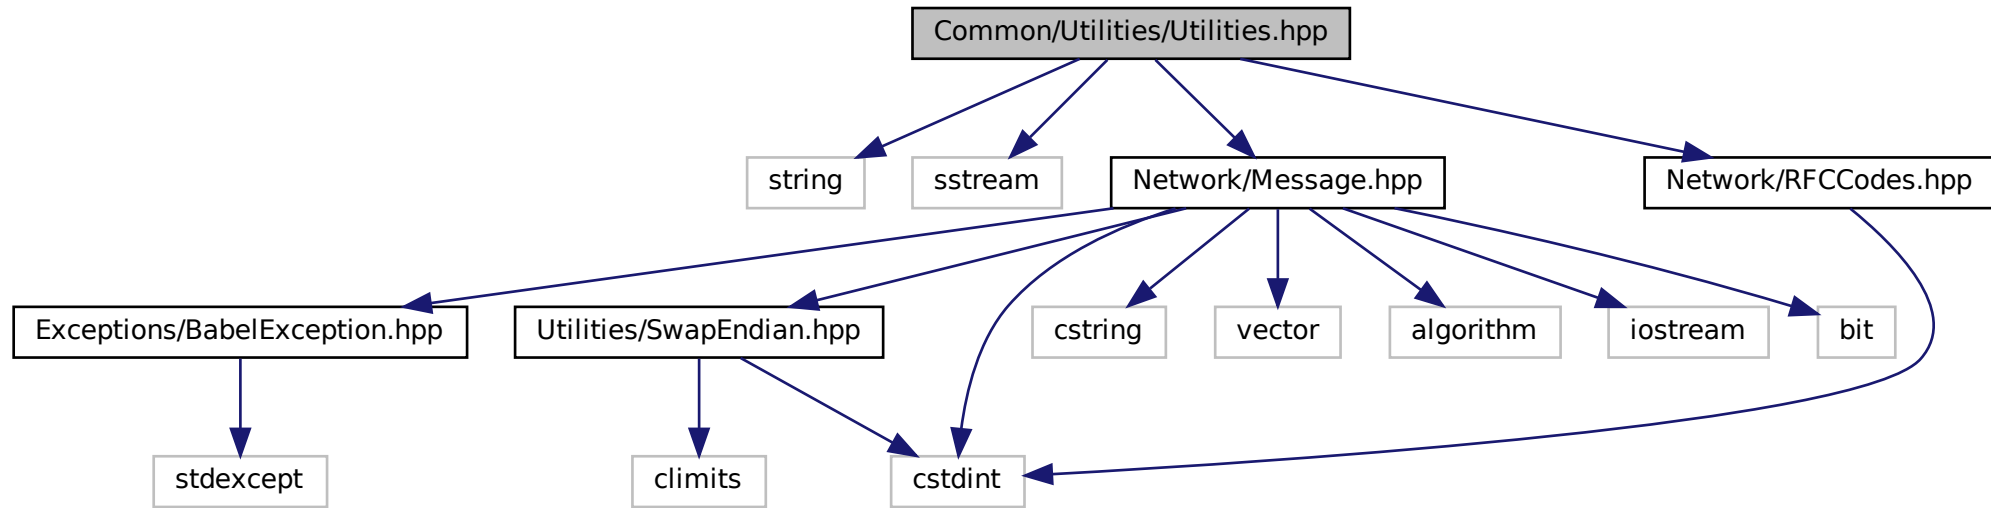 Common/Utilities/Utilities.hpp
string
sstream
Network/Message.hpp
Network/RFCCodes.hpp
Exceptions/BabelException.hpp
Utilities/SwapEndian.hpp
cstring
vector
algorithm
iostream
bit
stdexcept
climits
cstdint